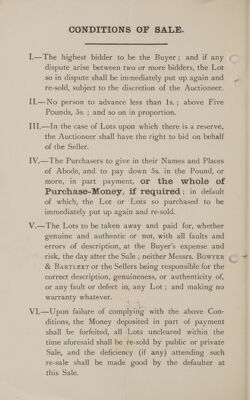 CONDITIONS OF SALE.
I.—The highest bidder to be the Buyer; and if any
dispute arise between two or more bidders, the Lot
so in dispute shall be immediately put up again and
re-sold, subject to the discretion of the Auctioneer.
II.—No person to advance less than 1s.; above Five
Pounds, 5s.; and so on in proportion.
III.—In the case of Lots upon which there is a reserve,
the Auctioneer shall have the right to bid on behalf
of the Seller.
IV.—The Purchasers to give in their Names and Places
of Abode, and to pay down 5s. in the Pound, or
more, in part payment, or the whole of
Purchase-Money, if required; in default
of which, the Lot or Lots so purchased to be
immediately put up again and re-sold.
V.—The Lots to be taken away and paid for, whether
genuine and authentic or not, with all faults and
errors of description, at the Buyer's expense and
risk, the day after the Sale; neither Messrs. BOWYER
& BARTLEET or the Sellers being responsible for the
correct description, genuineness, or authenticity of,
or any fault or defect in, any Lot; and making no
warranty whatever.
VI.—Upon failure of complying with the above Con-
ditions, the Money deposited in part of payment
shall be forfeited, all Lots uncleared within the
time aforesaid shall be re-sold by public or private
Sale, and the deficiency (if any) attending such
re-sale shall be made good by the defaulter at
this Sale.